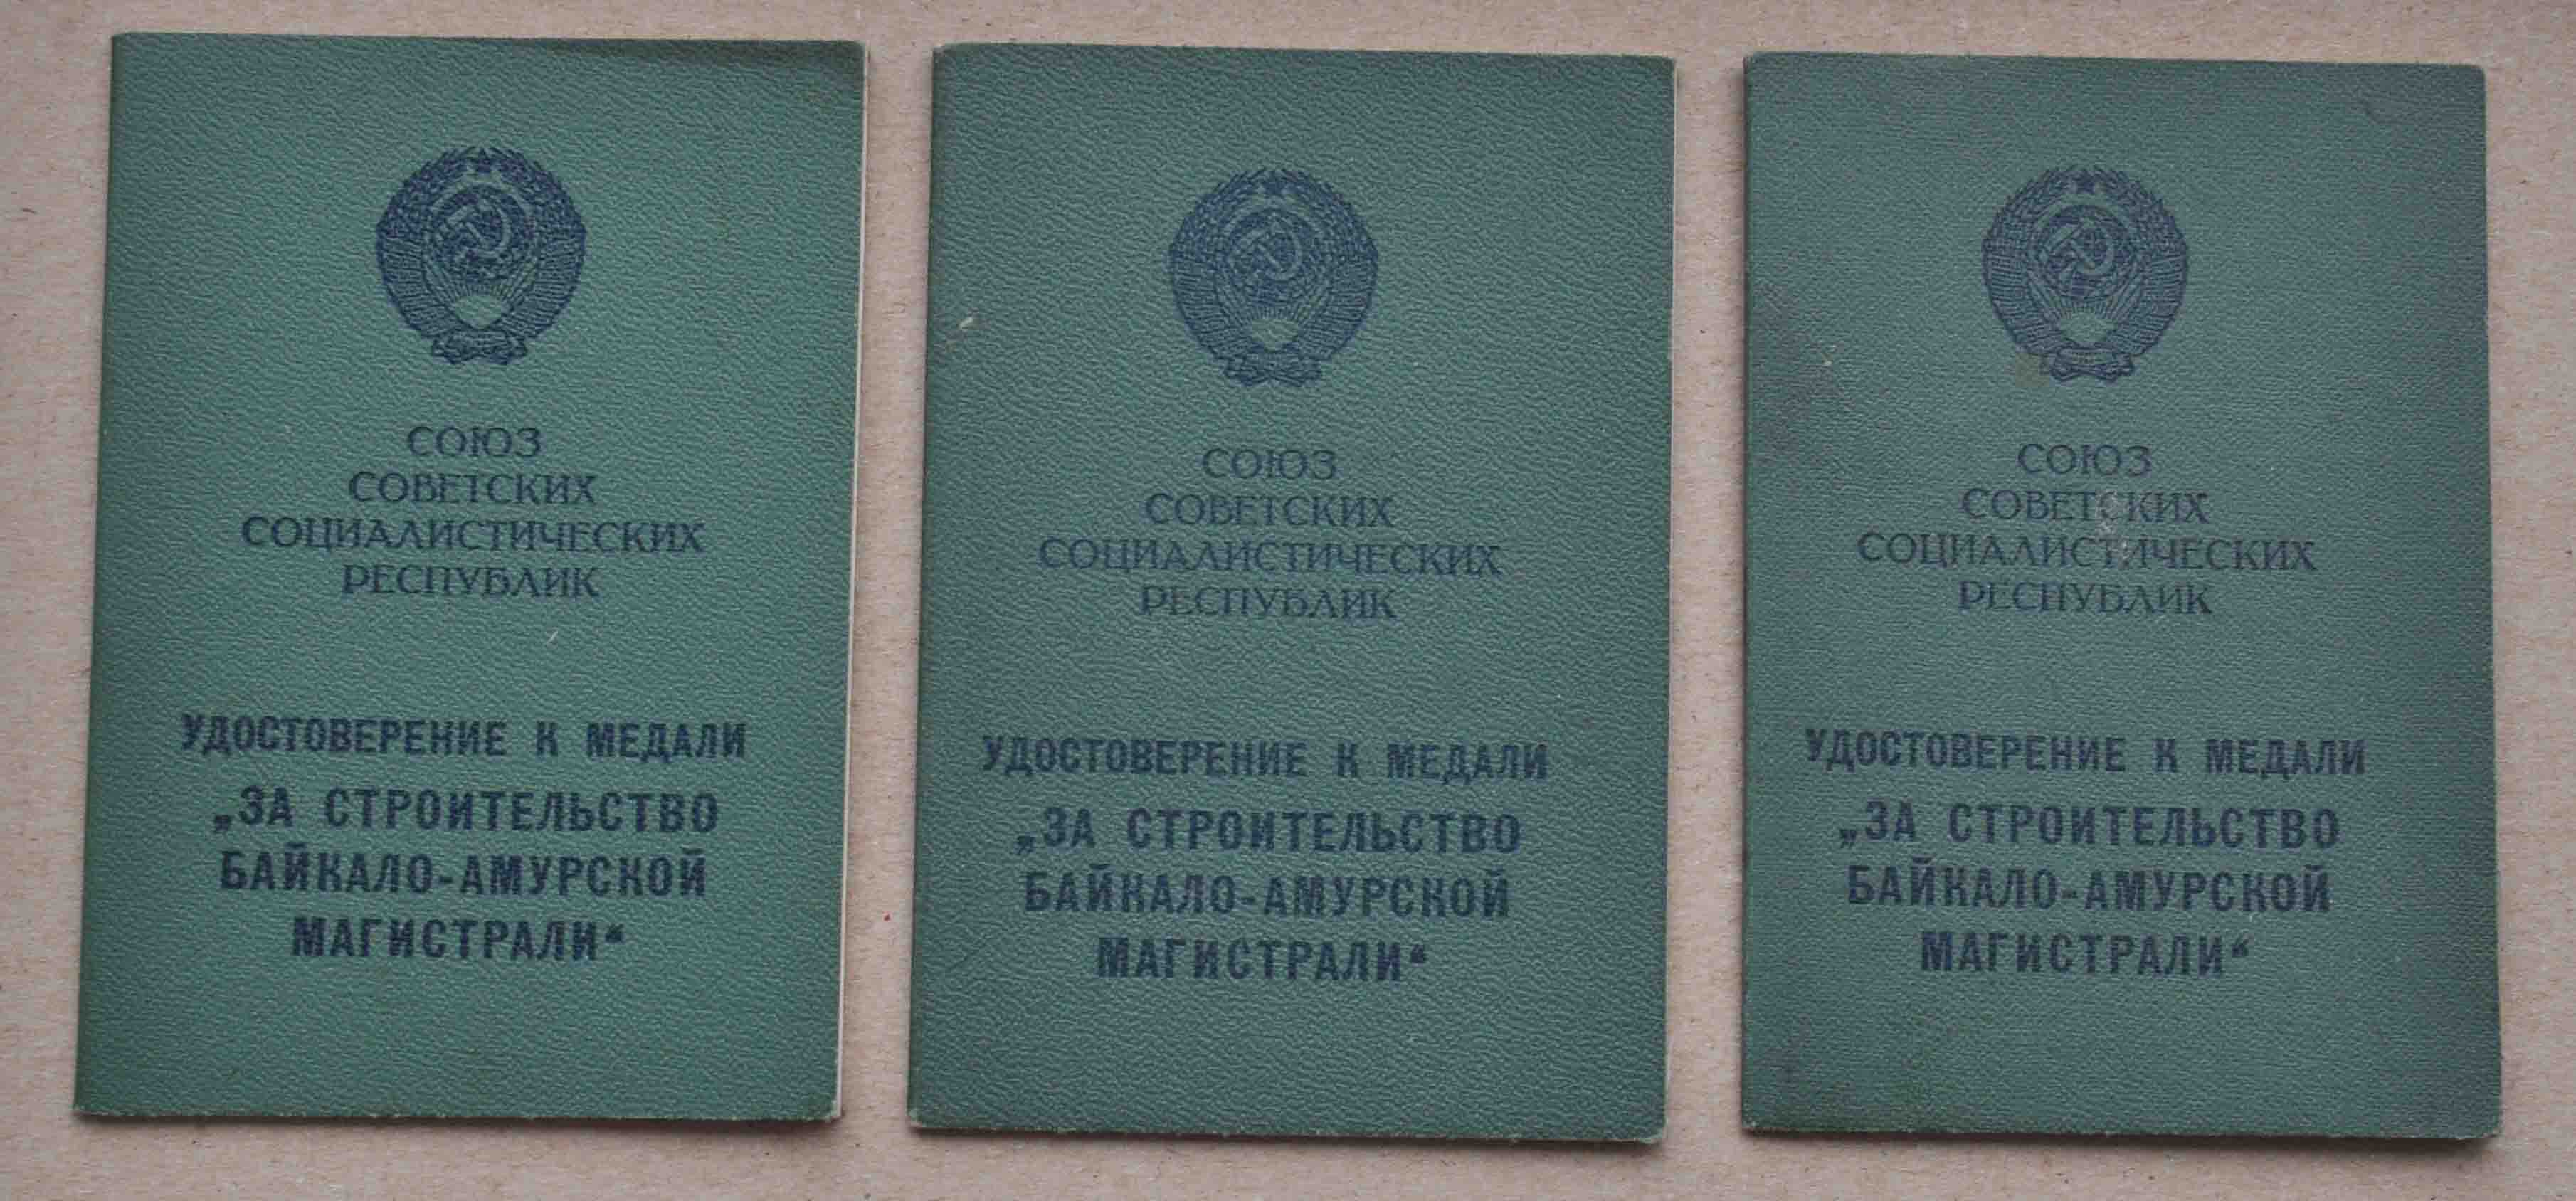 СОЮЗ
СОВЕТСКИХ
СОЦИАЛИСТИЧЕСКИХ
РЕСПУБЛИК
УДОСТОВЕРЕНИЕ К МЕДАЛИ
„ЗА СТРОИТЕЛЬСТВО
БАЙКАЛО-АМУРСКОЙ
МАГИСТРАЛИ“
СОЮЗ
СОВЕТСКИХ
СОЦИАЛИСТИЧЕСКИХ
РЕСПУБЛИК
УДОСТОВЕРЕНИЕ К МЕДАЛИ
„ЗА СТРОИТЕЛЬСТВО
БАЙКАЛО-АМУРСКОЙ
МАГИСТРАЛИ“
СОЮЗ
СОВЕТСКИХ
СОЦИАЛИСТИЧЕСКИХ
РЕСПУБЛИК
УДОСТОВЕРЕНИЕ К МЕДАЛИ
„ЗА СТРОИТЕЛЬСТВО
БАЙКАЛО-АМУРСКОЙ
МАГИСТРАЛИ“